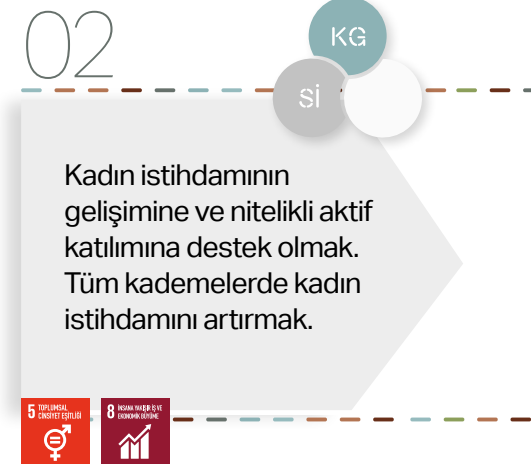 02
KG
Sİ
Kadın istihdamının
gelişimine ve nitelikli aktif
katılımına destek olmak.
Tüm kademelerde kadın
istihdamını artırmak.
5 TOPLUMSAL
CİNSİYET EŞİTLİĞİ
8 İNSANA YAKIŞIR İŞ VE
EKONOMİK BÜYÜME